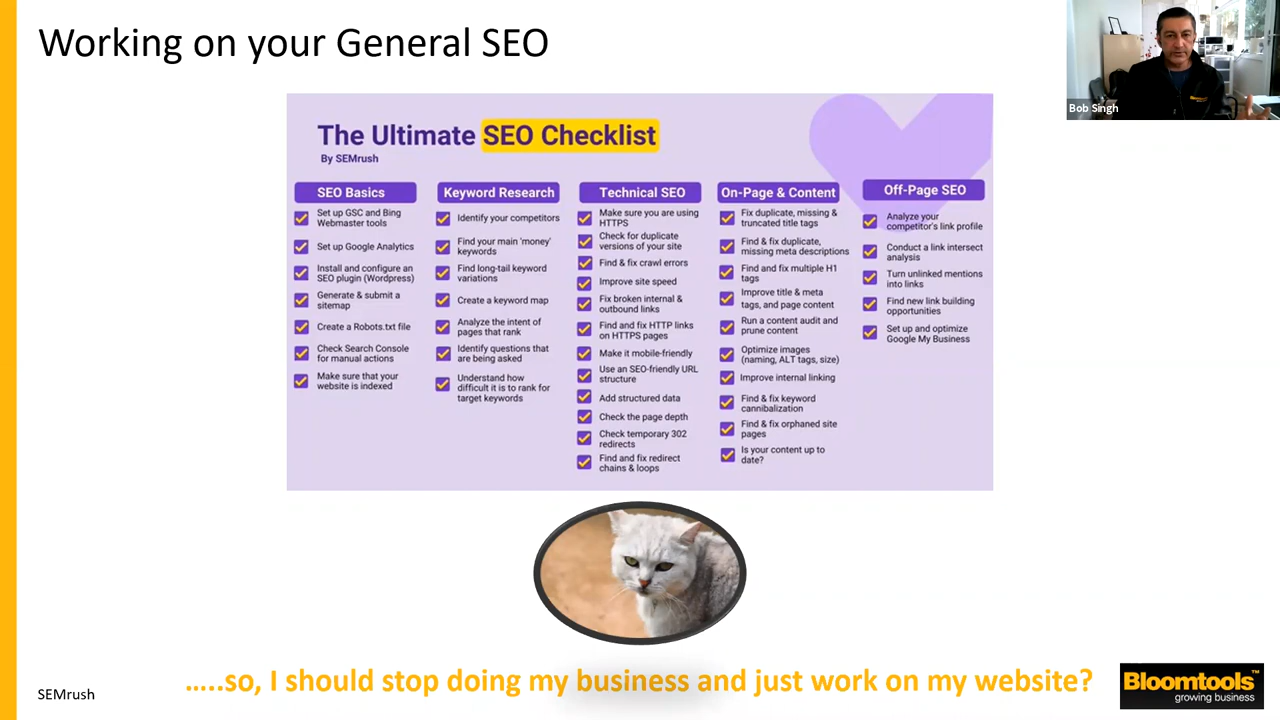 Working on your General SEO
Bob Singh
The Ultimate SEO Checklist
By SEMrush
SEO Basics
Set up GSC and Bing
Webmaster tools
Set up Google Analytics
Install and configure an
SEO plugin (Wordpress)
Generate & submit a
sitemap
Create a Robots.txt file
Check Search Console
for manual actions
Make sure that your
website is indexed
Keyword Research
Identify your competitors
Find your main 'money'
keywords
Find long-tail keyword
variations
Create a keyword map
Analyze the intent of
pages that rank
Identify questions that
are being asked
Understand how
difficult it is to rank for
target keywords
Technical SEO
Make sure you are using
HTTPS
Check for duplicate
versions of your site
Find & fix crawl errors
Improve site speed
Fix broken internal &
outbound links
Find and fix HTTP links
on HTTPS pages
Make it mobile-friendly
Use an SEO-friendly URL
structure
Add structured data
Check the page depth
Check temporary 302
redirects
Find and fix redirect
chains & loops
On-Page & Content
Fix duplicate, missing &
truncated title tags
Find & fix duplicate,
missing meta descriptions
Find and fix multiple H1
tags
Improve title & meta
tags, and page content
Run a content audit and
prune content
Optimize images
(naming, ALT tags, size)
Improve internal linking
Find & fix keyword
cannibalization
Find & fix orphaned site
pages
Is your content up to
date?
Off-Page SEO
Analyze your
competitor's link profile
Conduct a link intersect
analysis
Turn unlinked mentions
into links
Find new link building
opportunities
Set up and optimize
Google My Business
.....so, I should stop doing my business and just work on my website?
SEMrush
Bloomtools™
growing business